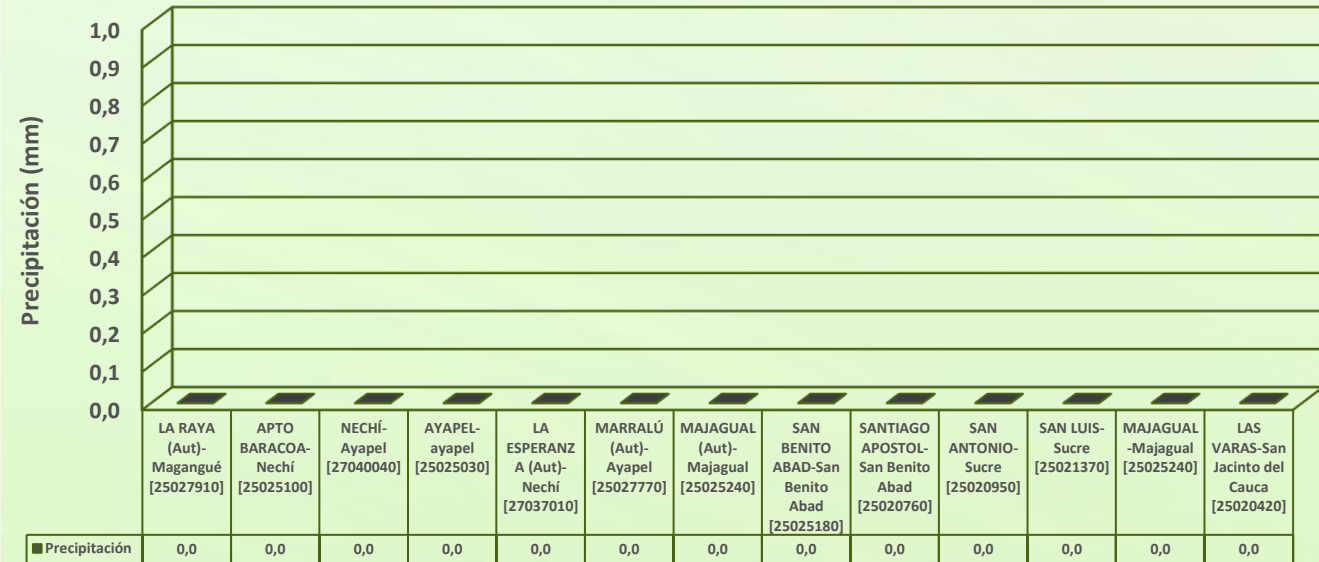 1,0
0,9
0,8
0,7
0,6
0,5
0,4
0,3
0,2
0,1
0,0
Precipitación (mm)
LA RAYA
(Aut)-
Magangué
[25027910]
APTO
BARACOA-
Nechí
[25025100]
NECHÍ-
Ayapel
[27040040]
AYAPEL-
ayapel
[25025030]
LA
ESPERANZ
A (Aut)-
Nechí
[27037010]
MARRALÚ
(Aut)-
Ayapel
[25027770]
MAJAGUAL
(Aut)-
Majagual
[25025240]
SAN
BENITO
ABAD-San
Benito
Abad
[25025180]
SANTIAGO
APOSTOL-
San Benito
Abad
[25020760]
SAN
ANTONIO-
Sucre
[25020950]
SAN LUIS-
Sucre
[25021370]
MAJAGUAL
-Majagual
[25025240]
LAS
VARAS-San
Jacinto del
Cauca
[25020420]
Precipitación 0,0 0,0 0,0 0,0 0,0 0,0 0,0 0,0 0,0 0,0 0,0 0,0 0,0